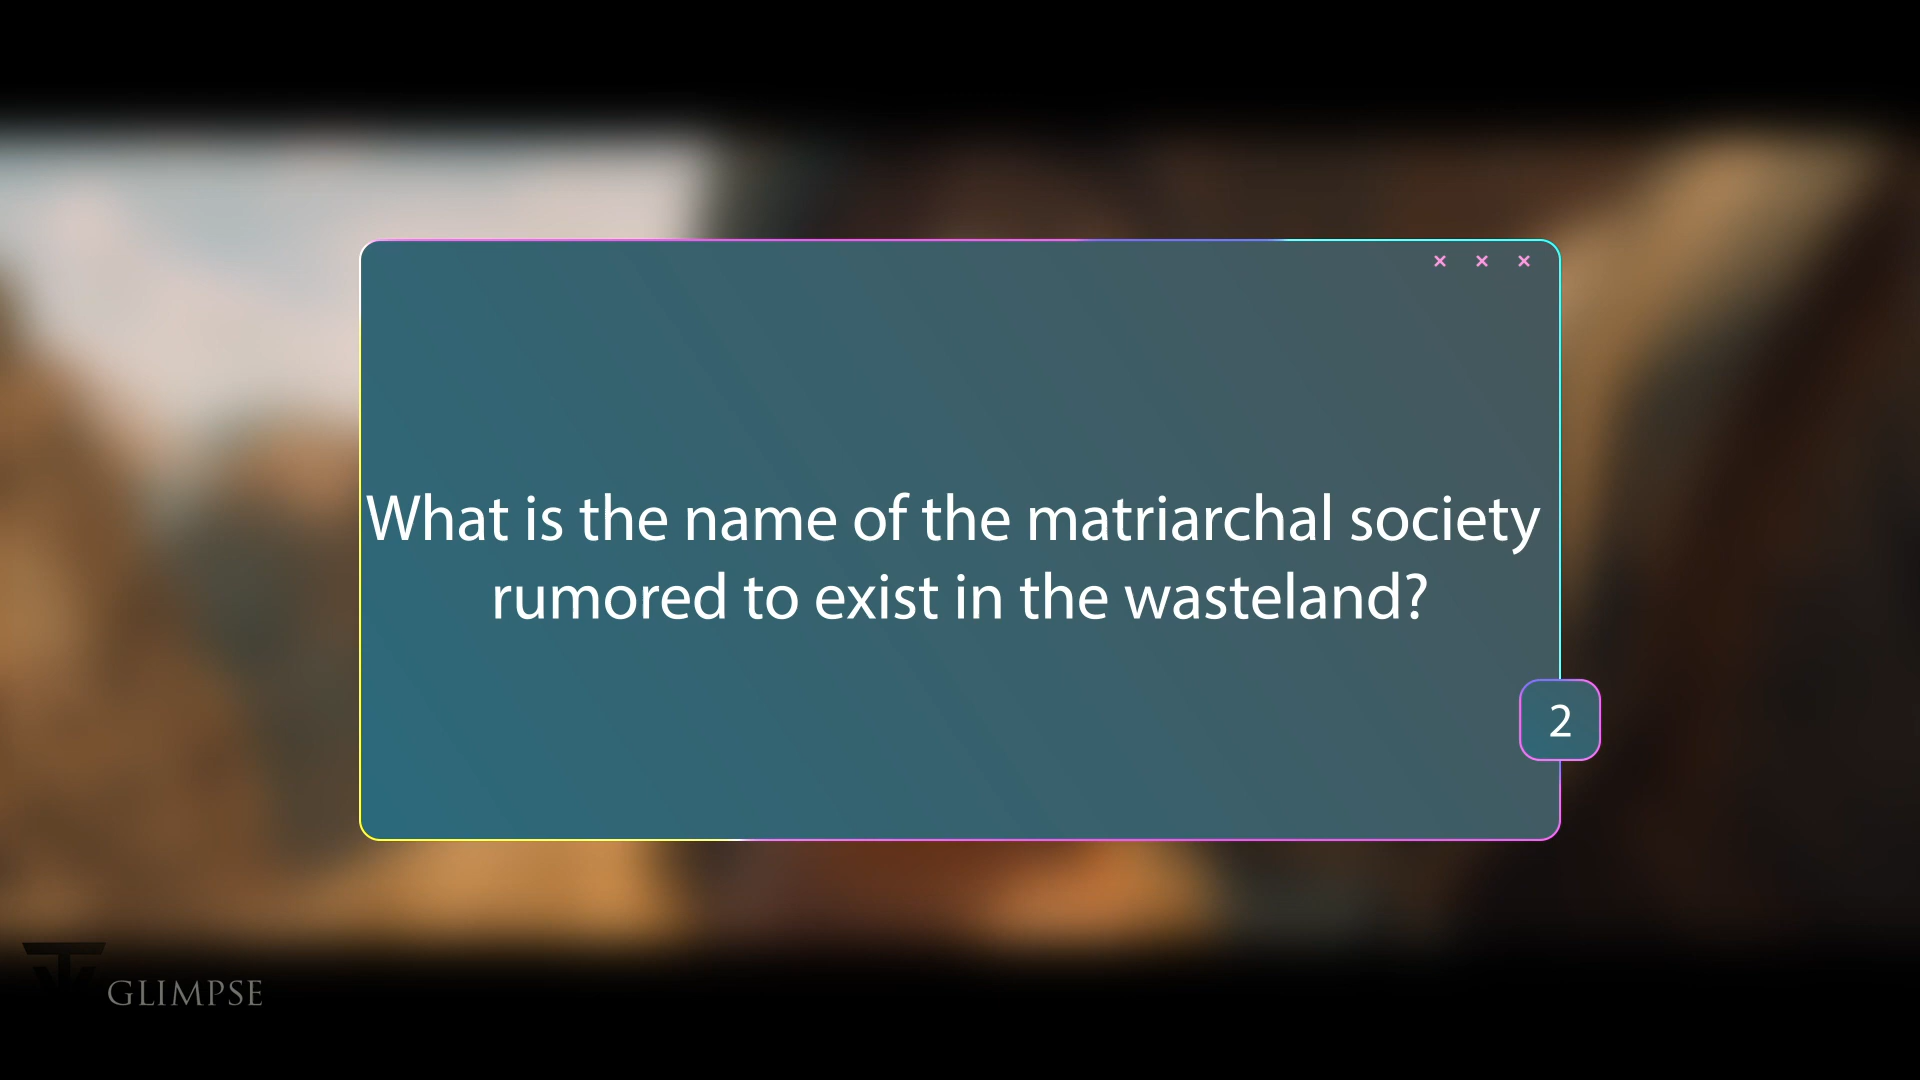 What is the name of the matriarchal society
rumored to exist in the wasteland?
2
GLIMPSE